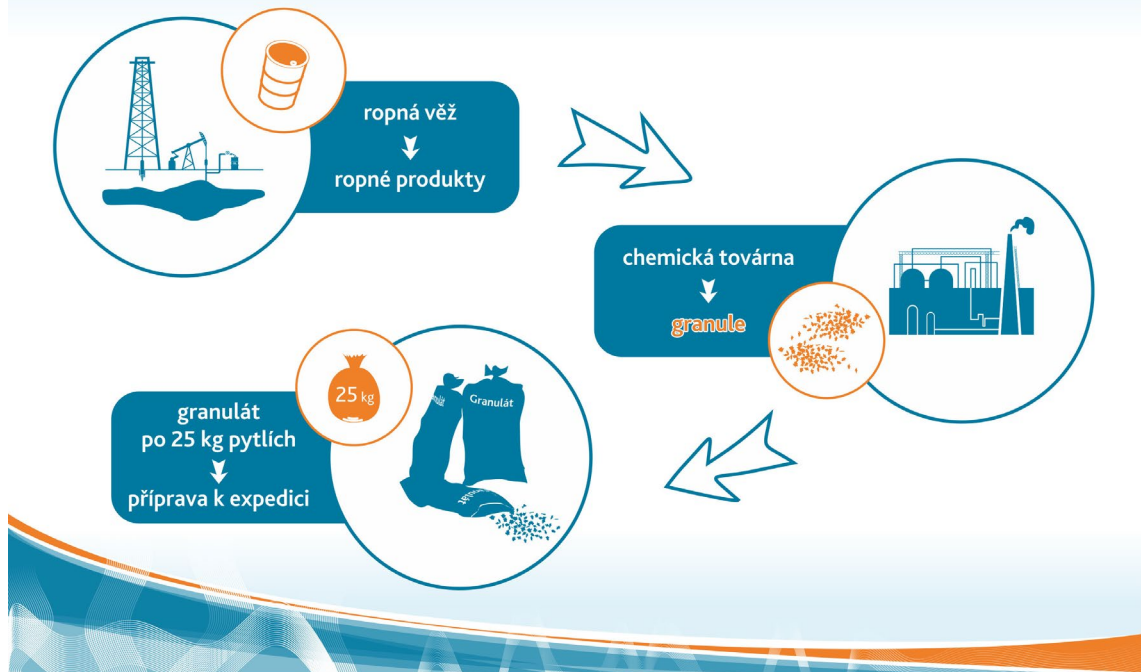 ropná věž
ropné produkty
chemická továrna
granule
25 kg
Granulát
granulát
po 25 kg pytlích
příprava k expedici